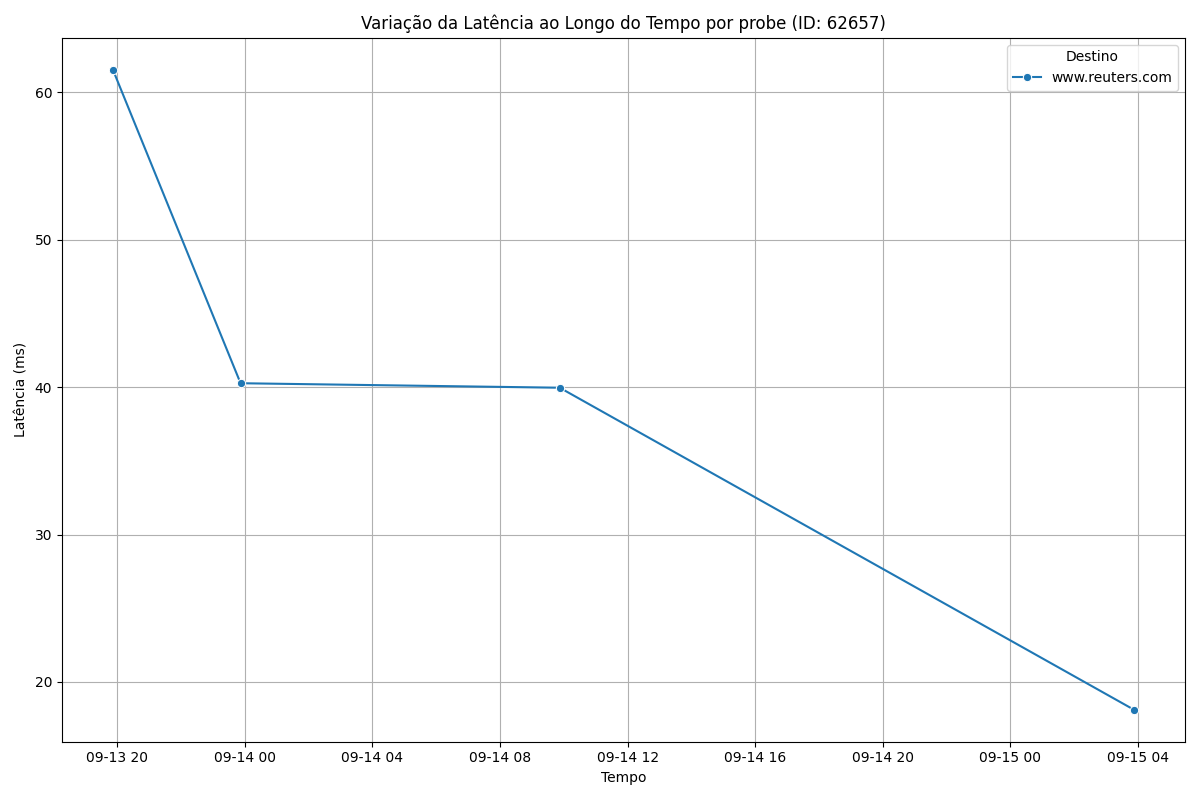 Variação da Latência ao Longo do Tempo por probe (ID: 62657)
Destino
www.reuters.com
Latência (ms)
60
50
40
30
20
09-13 20
09-14 00
09-14 04
09-14 08
09-14 12
09-14 16
09-14 20
09-15 00
09-15 04
Tempo